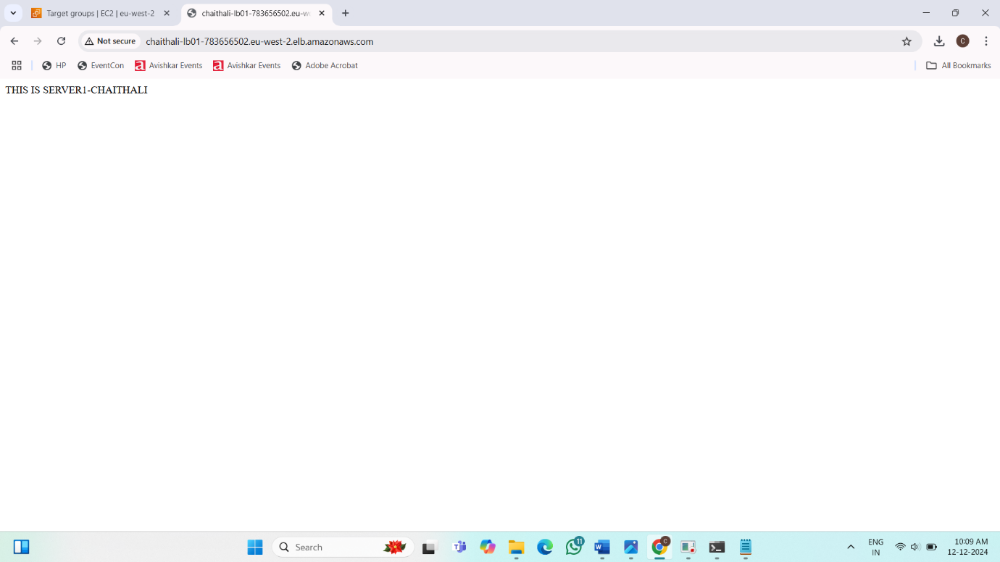 Target groups | EC2 | eu-west-2
chaithali-lb01-783656502.eu-we
Not secure
chaithali-lb01-783656502.eu-west-2.elb.amazonaws.com
C
HP
EventCon
a Avishkar Events
a Avishkar Events
Adobe Acrobat
All Bookmarks
THIS IS SERVER1-CHAITHALI
Search
11
W
C
ENG
IN
10:09 AM
12-12-2024